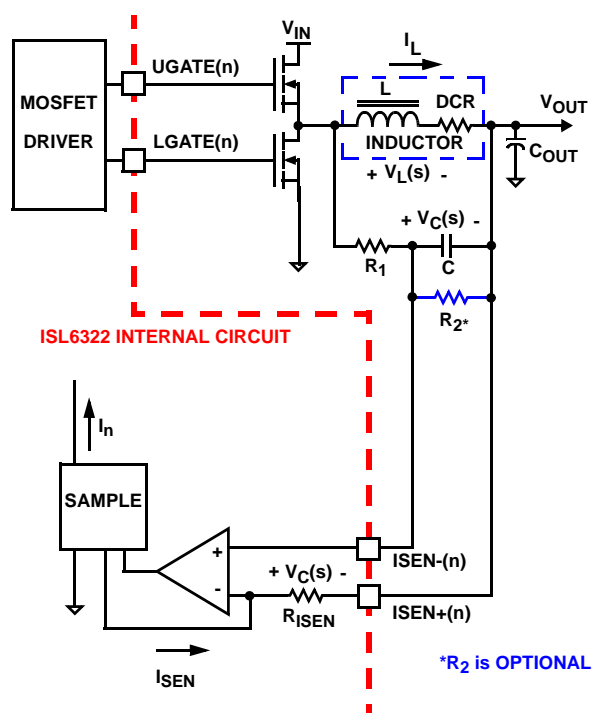 V_IN
I_L
UGATE(n)
MOSFET
DRIVER
L
DCR
V_OUT
LGATE(n)
INDUCTOR
C_OUT
+ V_L(s) -
+ V_C(s) -
R_1
C
R_2*
ISL6322 INTERNAL CIRCUIT
I_n
SAMPLE
+
-
ISEN-(n)
+ V_C(s) -
R_ISEN
ISEN+(n)
I_SEN
*R_2 is OPTIONAL